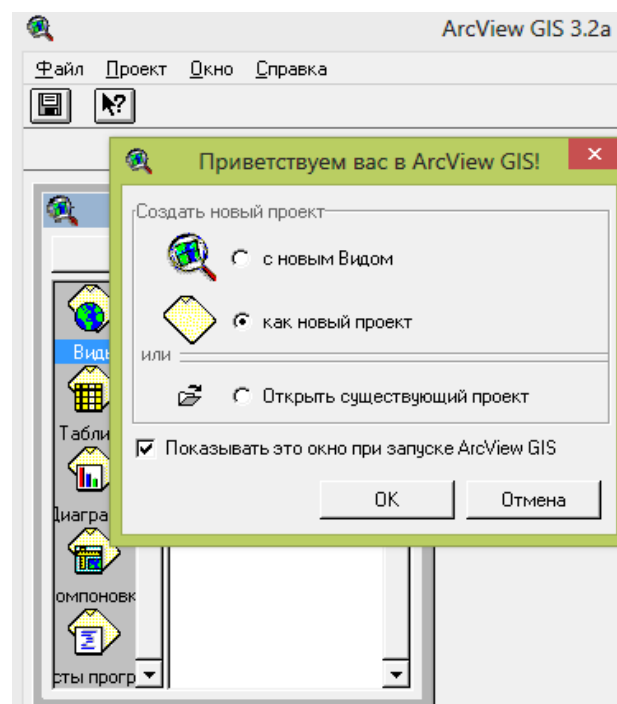 ArcView GIS 3.2a
Файл Проект Окно Справка
Приветствуем вас в ArcView GIS!
Создать новый проект
с новым Видом
как новый проект
или
Открыть существующий проект
Показывать это окно при запуске ArcView GIS
OK Отмена
Виды
Табли
Диагра
омпоновк
сты прогр